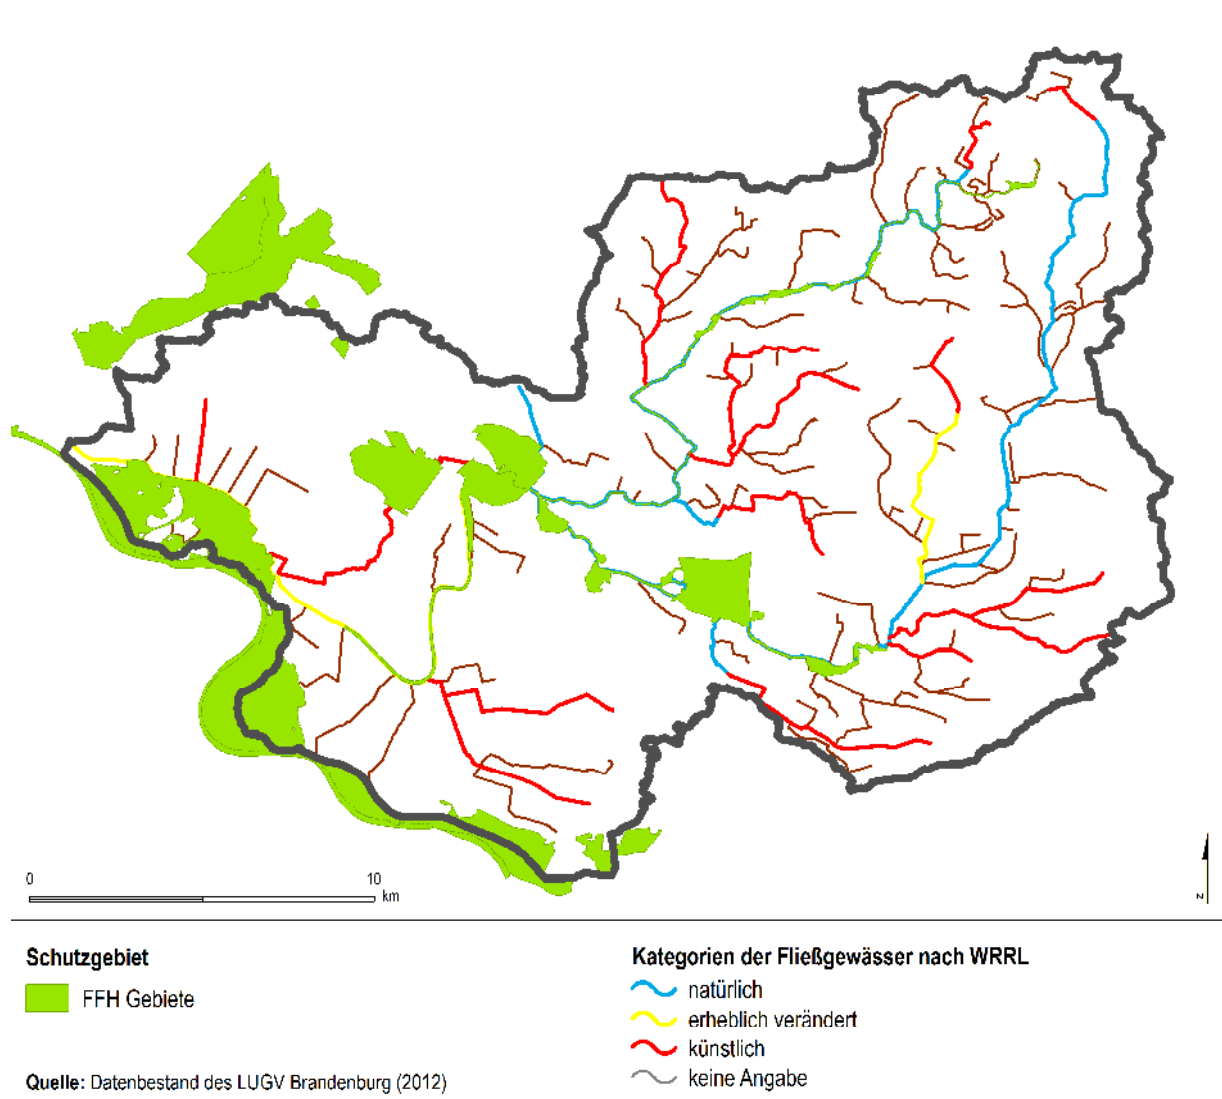 0 10
km
N
Schutzgebiet
FFH Gebiete
Quelle: Datenbestand des LUGV Brandenburg (2012)
Kategorien der Fließgewässer nach WRRL
natürlich
erheblich verändert
künstlich
keine Angabe